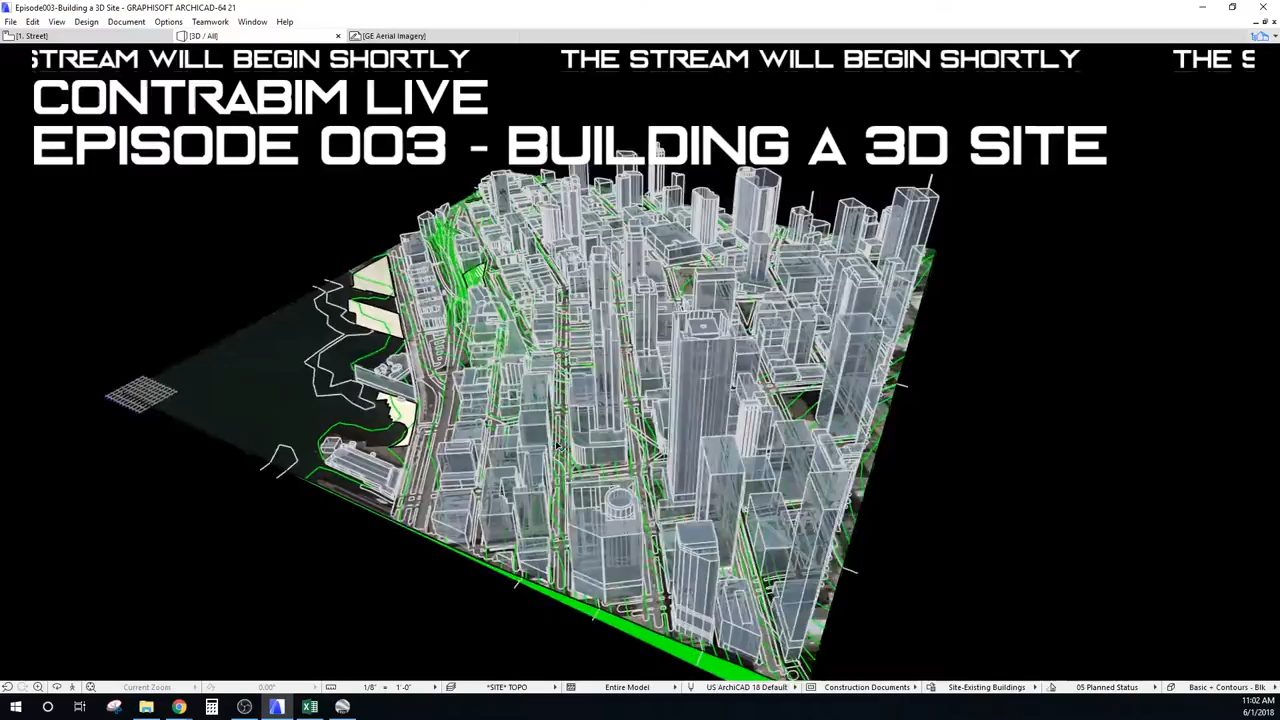 Episode003-Building a 3D Site - GRAPHISOFT ARCHICAD-64 21
File Edit View Design Document Options Teamwork Window Help
[1. Street] [3D / All] [GE Aerial Imagery]
STREAM WILL BEGIN SHORTLY THE STREAM WILL BEGIN SHORTLY THE S
CONTRABIM LIVE
EPISODE 003 - BUILDING A 3D SITE
Current Zoom 0.00° 1/8" = 1'-0" *SITE* TOPO Entire Model US ArchiCAD 18 Default Construction Documents Site-Existing Buildings 05 Planned Status Basic + Contours - Blk
11:02 AM
6/1/2018